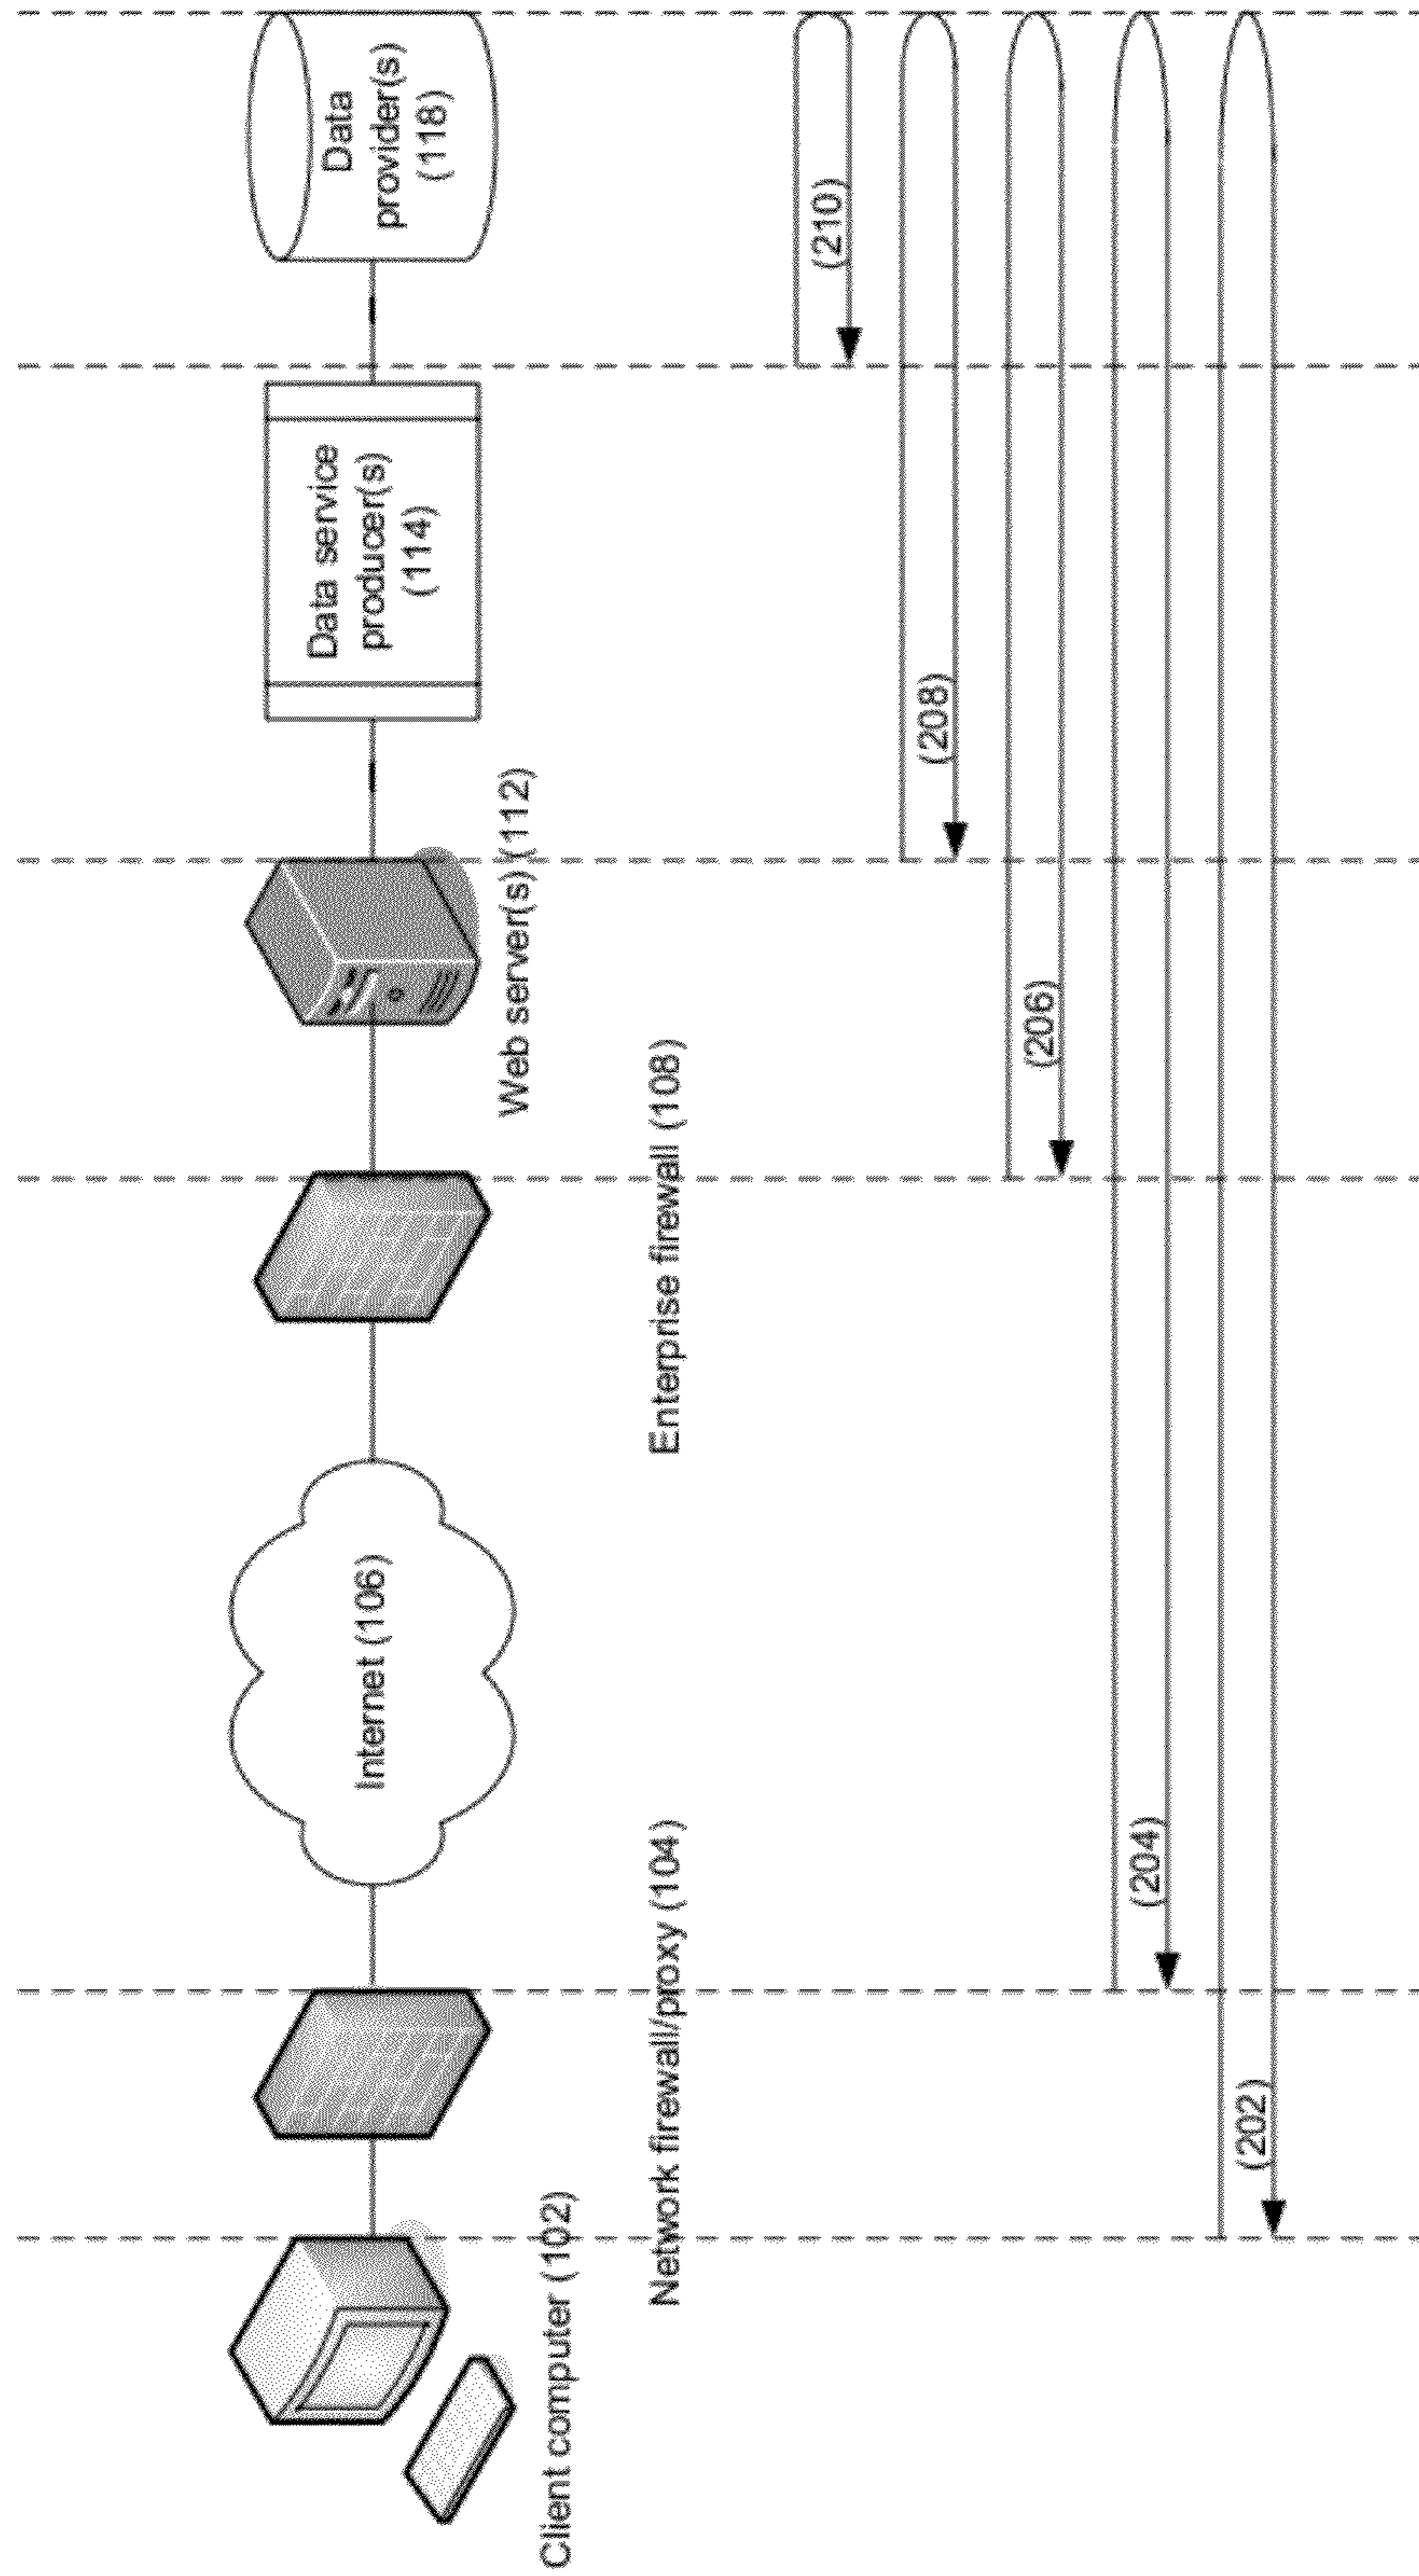 Client computer (102)
Network firewall/proxy (104)
Internet (106)
Enterprise firewall (108)
Web server(s) (112)
Data service
producer(s)
(114)
Data
provider(s)
(118)
(210)
(208)
(206)
(204)
(202)